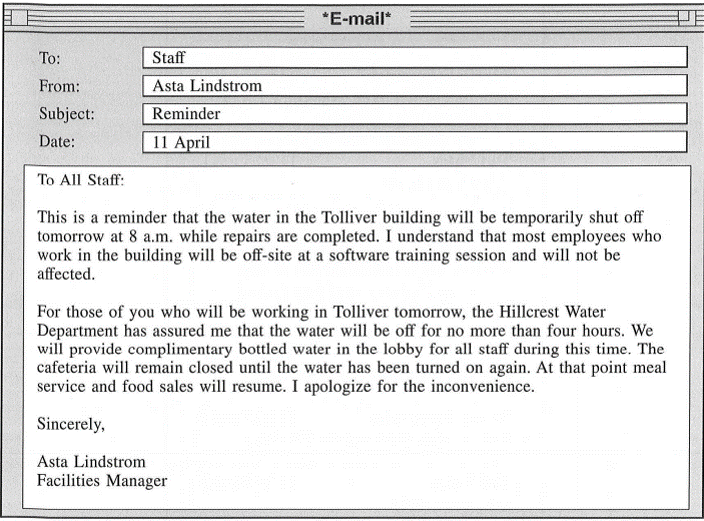 *E-mail*
To: Staff
From: Asta Lindstrom
Subject: Reminder
Date: 11 April
To All Staff:
This is a reminder that the water in the Tolliver building will be temporarily shut off
tomorrow at 8 a.m. while repairs are completed. I understand that most employees who
work in the building will be off-site at a software training session and will not be
affected.
For those of you who will be working in Tolliver tomorrow, the Hillcrest Water
Department has assured me that the water will be off for no more than four hours. We
will provide complimentary bottled water in the lobby for all staff during this time. The
cafeteria will remain closed until the water has been turned on again. At that point meal
service and food sales will resume. I apologize for the inconvenience.
Sincerely,
Asta Lindstrom
Facilities Manager